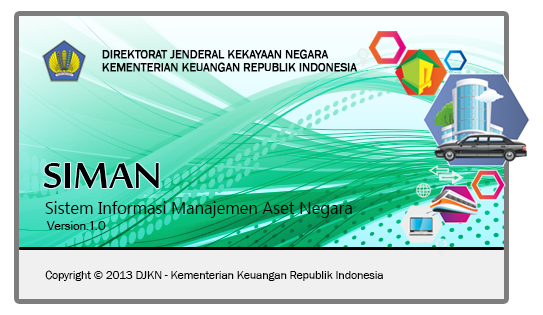 DIREKTORAT JENDERAL KEKAYAAN NEGARA
KEMENTERIAN KEUANGAN REPUBLIK INDONESIA
SIMAN
Sistem Informasi Manajemen Aset Negara
Version.1.0
Copyright © 2013 DJKN - Kementerian Keuangan Republik Indonesia